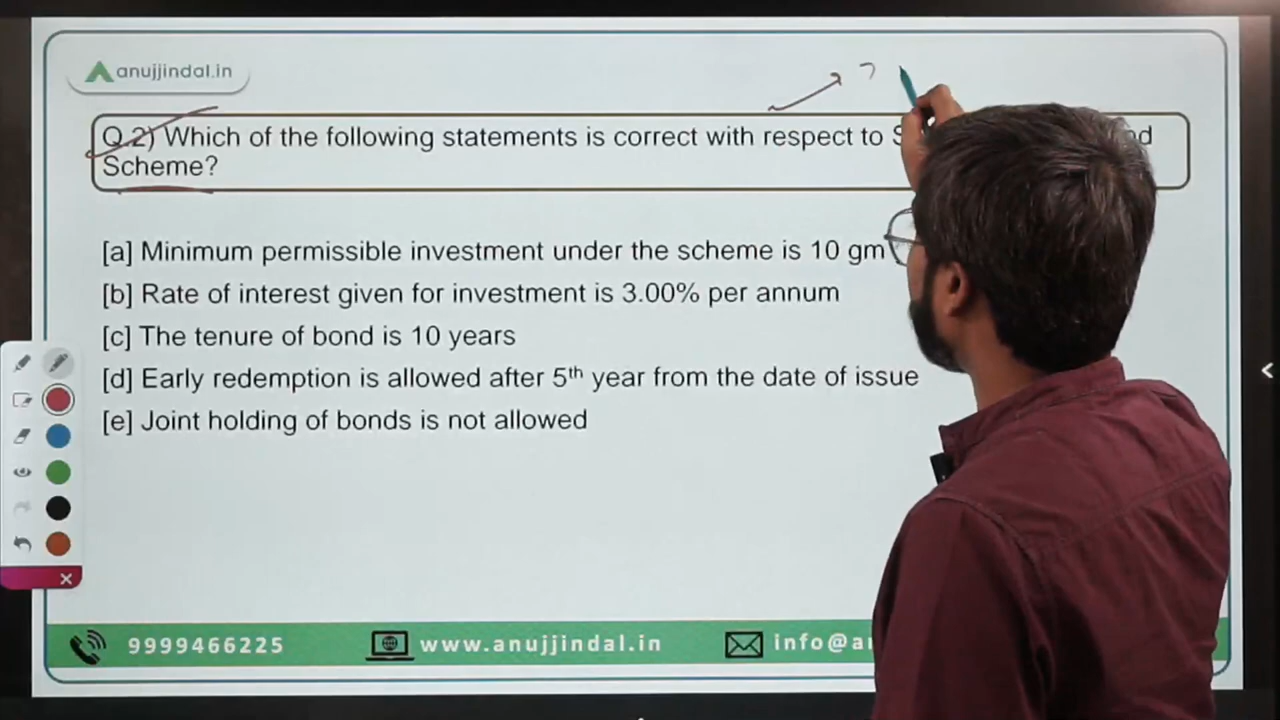 anujjindal.in
Q.2) Which of the following statements is correct with respect to
Scheme?
[a] Minimum permissible investment under the scheme is 10 gm
[b] Rate of interest given for investment is 3.00% per annum
[c] The tenure of bond is 10 years
[d] Early redemption is allowed after 5th year from the date of issue
[e] Joint holding of bonds is not allowed
9999466225 www.anujjindal.in